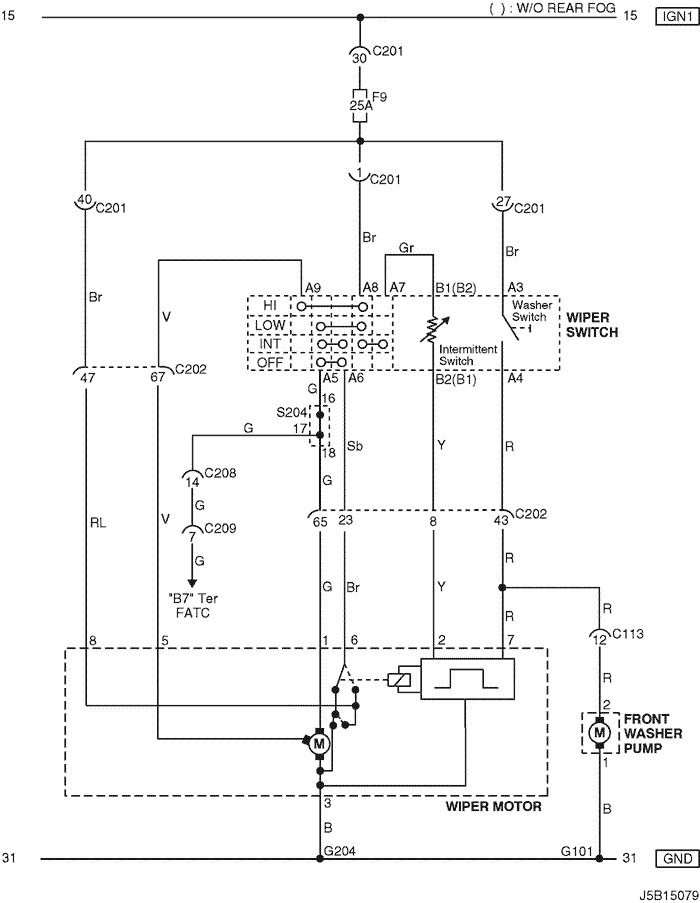 ( ) : W/O REAR FOG
15
15
IGN1
30
C201
F9
25A
1
C201
40
C201
27
C201
Br
Gr
Br
Br
V
A9
A8
A7
B1(B2)
A3
HI
LOW
INT
OFF
Washer
Switch
WIPER
SWITCH
Intermittent
Switch
47
67
C202
A5
A6
B2(B1)
A4
G
16
S204
17
18
G
Sb
Y
R
C208
14
G
G
C209
7
G
RL
V
65
23
8
43
C202
R
"B7" Ter
FATC
G
Br
Y
R
R
12
C113
R
8
5
1
6
2
7
2
M
M
FRONT
WASHER
PUMP
1
WIPER MOTOR
3
B
B
31
G204
G101
31
GND
J5B15079